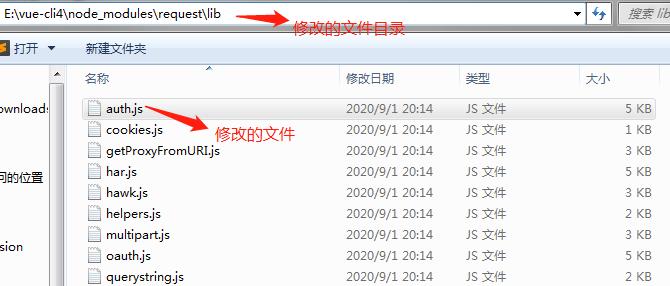 E:\vue-cli4\node_modules\request\lib
搜索 lib
修改的文件目录
打开
新建文件夹
名称 修改日期 类型 大小
auth.js 2020/9/1 20:14 JS 文件 5 KB
ownloads
修改的文件
cookies.js 2020/9/1 20:14 JS 文件 1 KB
getProxyFromURI.js 2020/9/1 20:14 JS 文件 3 KB
问的位置
har.js 2020/9/1 20:14 JS 文件 5 KB
hawk.js 2020/9/1 20:14 JS 文件 3 KB
helpers.js 2020/9/1 20:14 JS 文件 2 KB
multipart.js 2020/9/1 20:14 JS 文件 3 KB
sion
oauth.js 2020/9/1 20:14 JS 文件 5 KB
querystring.js 2020/9/1 20:14 JS 文件 2 KB